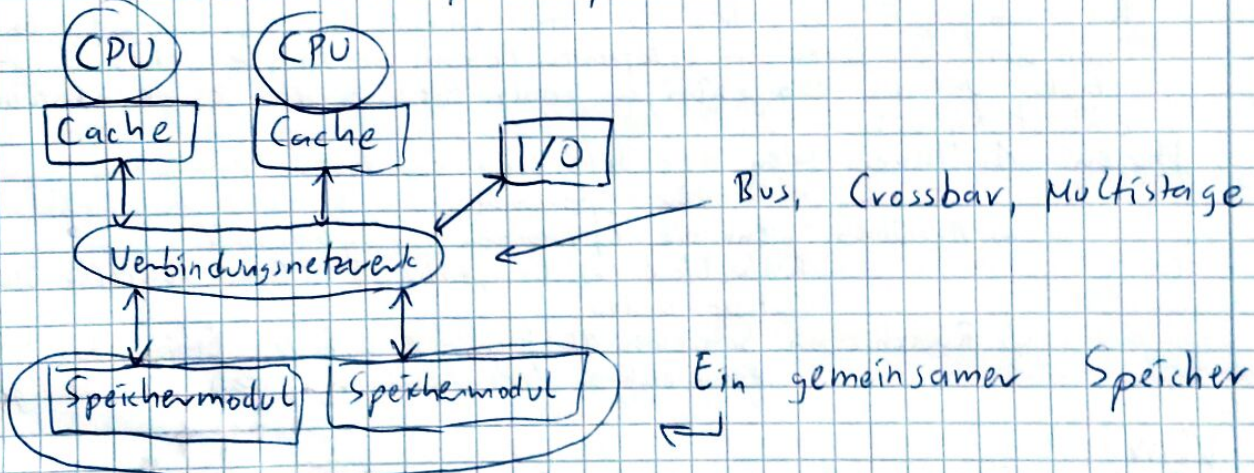 CPU CPU
Cache Cache
I/O
Bus, Crossbar, Multistage
Verbindungsnetzwerk
Speichermodul Speichermodul
Ein gemeinsamer Speicher